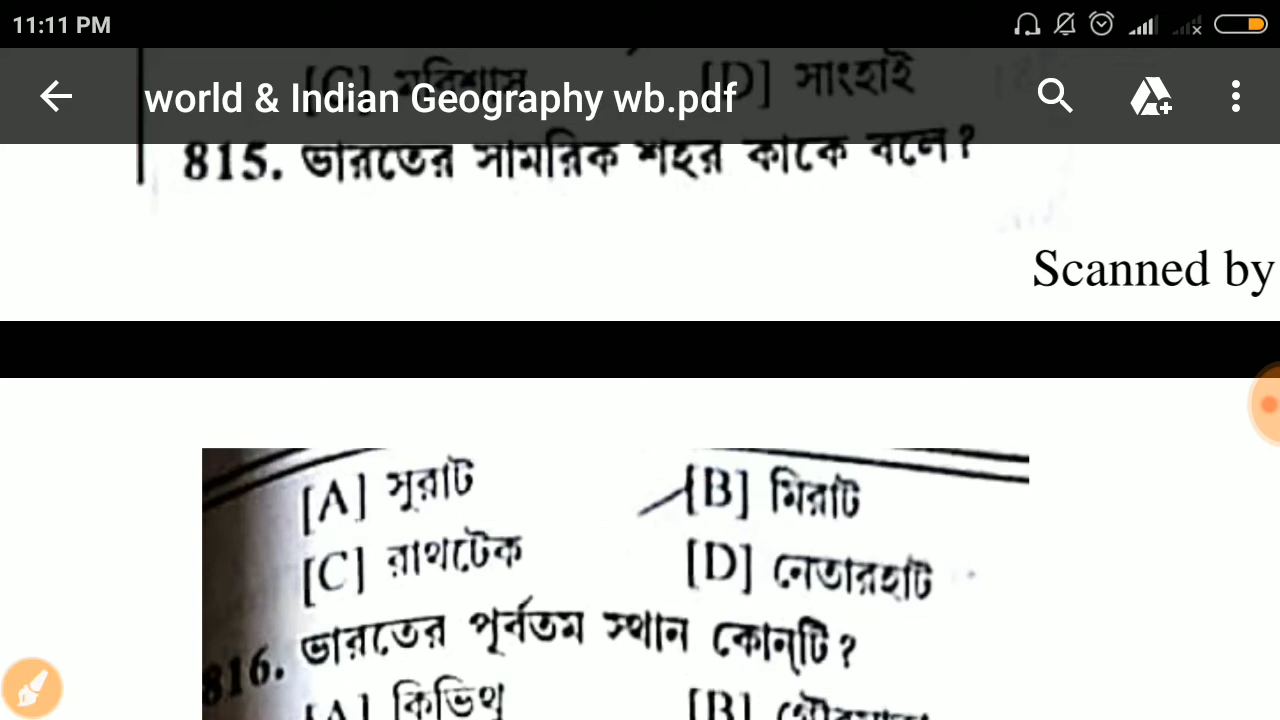 11:11 PM
world & Indian Geography wb.pdf
[C] [D] সাংহাই
815. ভারতের সামরিক শহর কাকে বলে?
Scanned by
[A] সুরাট [B] মিরাট
[C] রাথটেক [D] নেতারহাট
816. ভারতের পূর্বতম স্থান কোন্‌টি?
[A] কিভিথু [B]